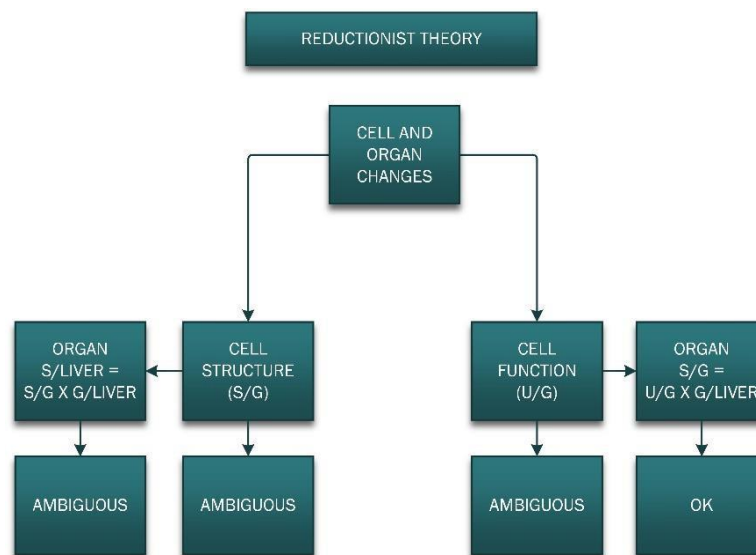 REDUCTIONIST THEORY
CELL AND
ORGAN
CHANGES
ORGAN
S/LIVER =
S/G X G/LIVER
CELL
STRUCTURE
(S/G)
CELL
FUNCTION
(U/G)
ORGAN
S/G =
U/G X G/LIVER
AMBIGUOUS
AMBIGUOUS
AMBIGUOUS
OK